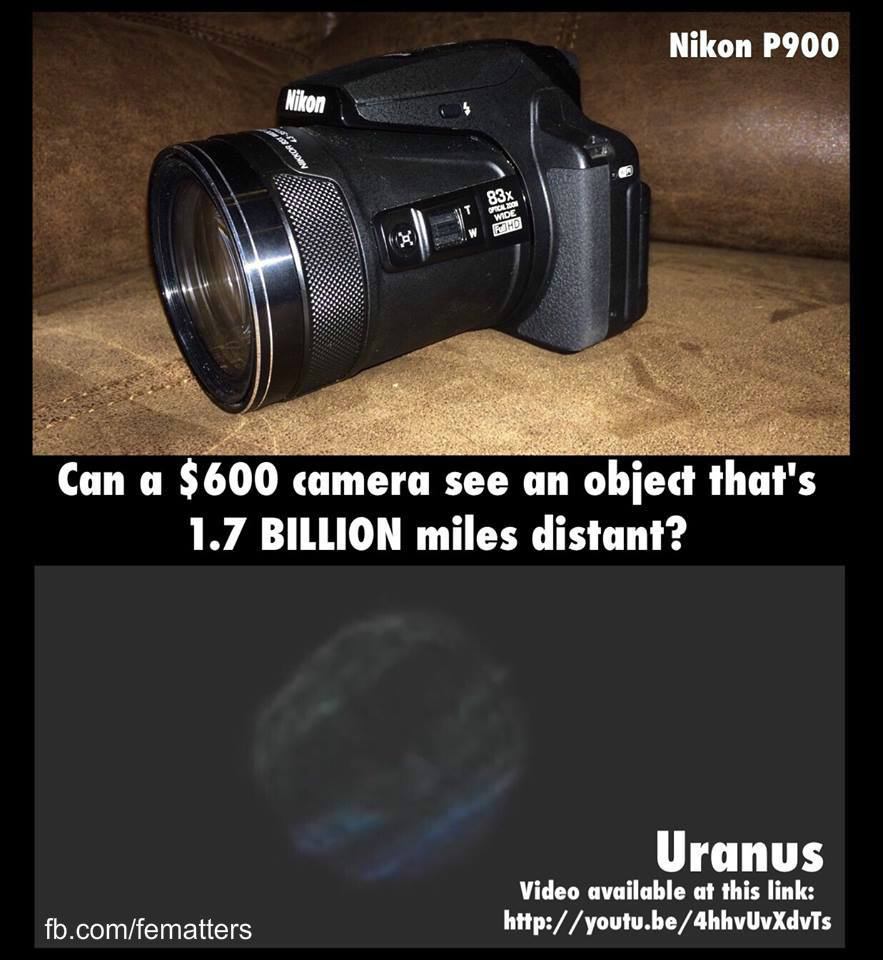 Nikon P900
Nikon
83x
OPTICAL ZOOM
WIDE
Full HD
T
W
Can a $600 camera see an object that's
1.7 BILLION miles distant?
Uranus
Video available at this link:
http://youtu.be/4hhvUvXdvTs
fb.com/fematters